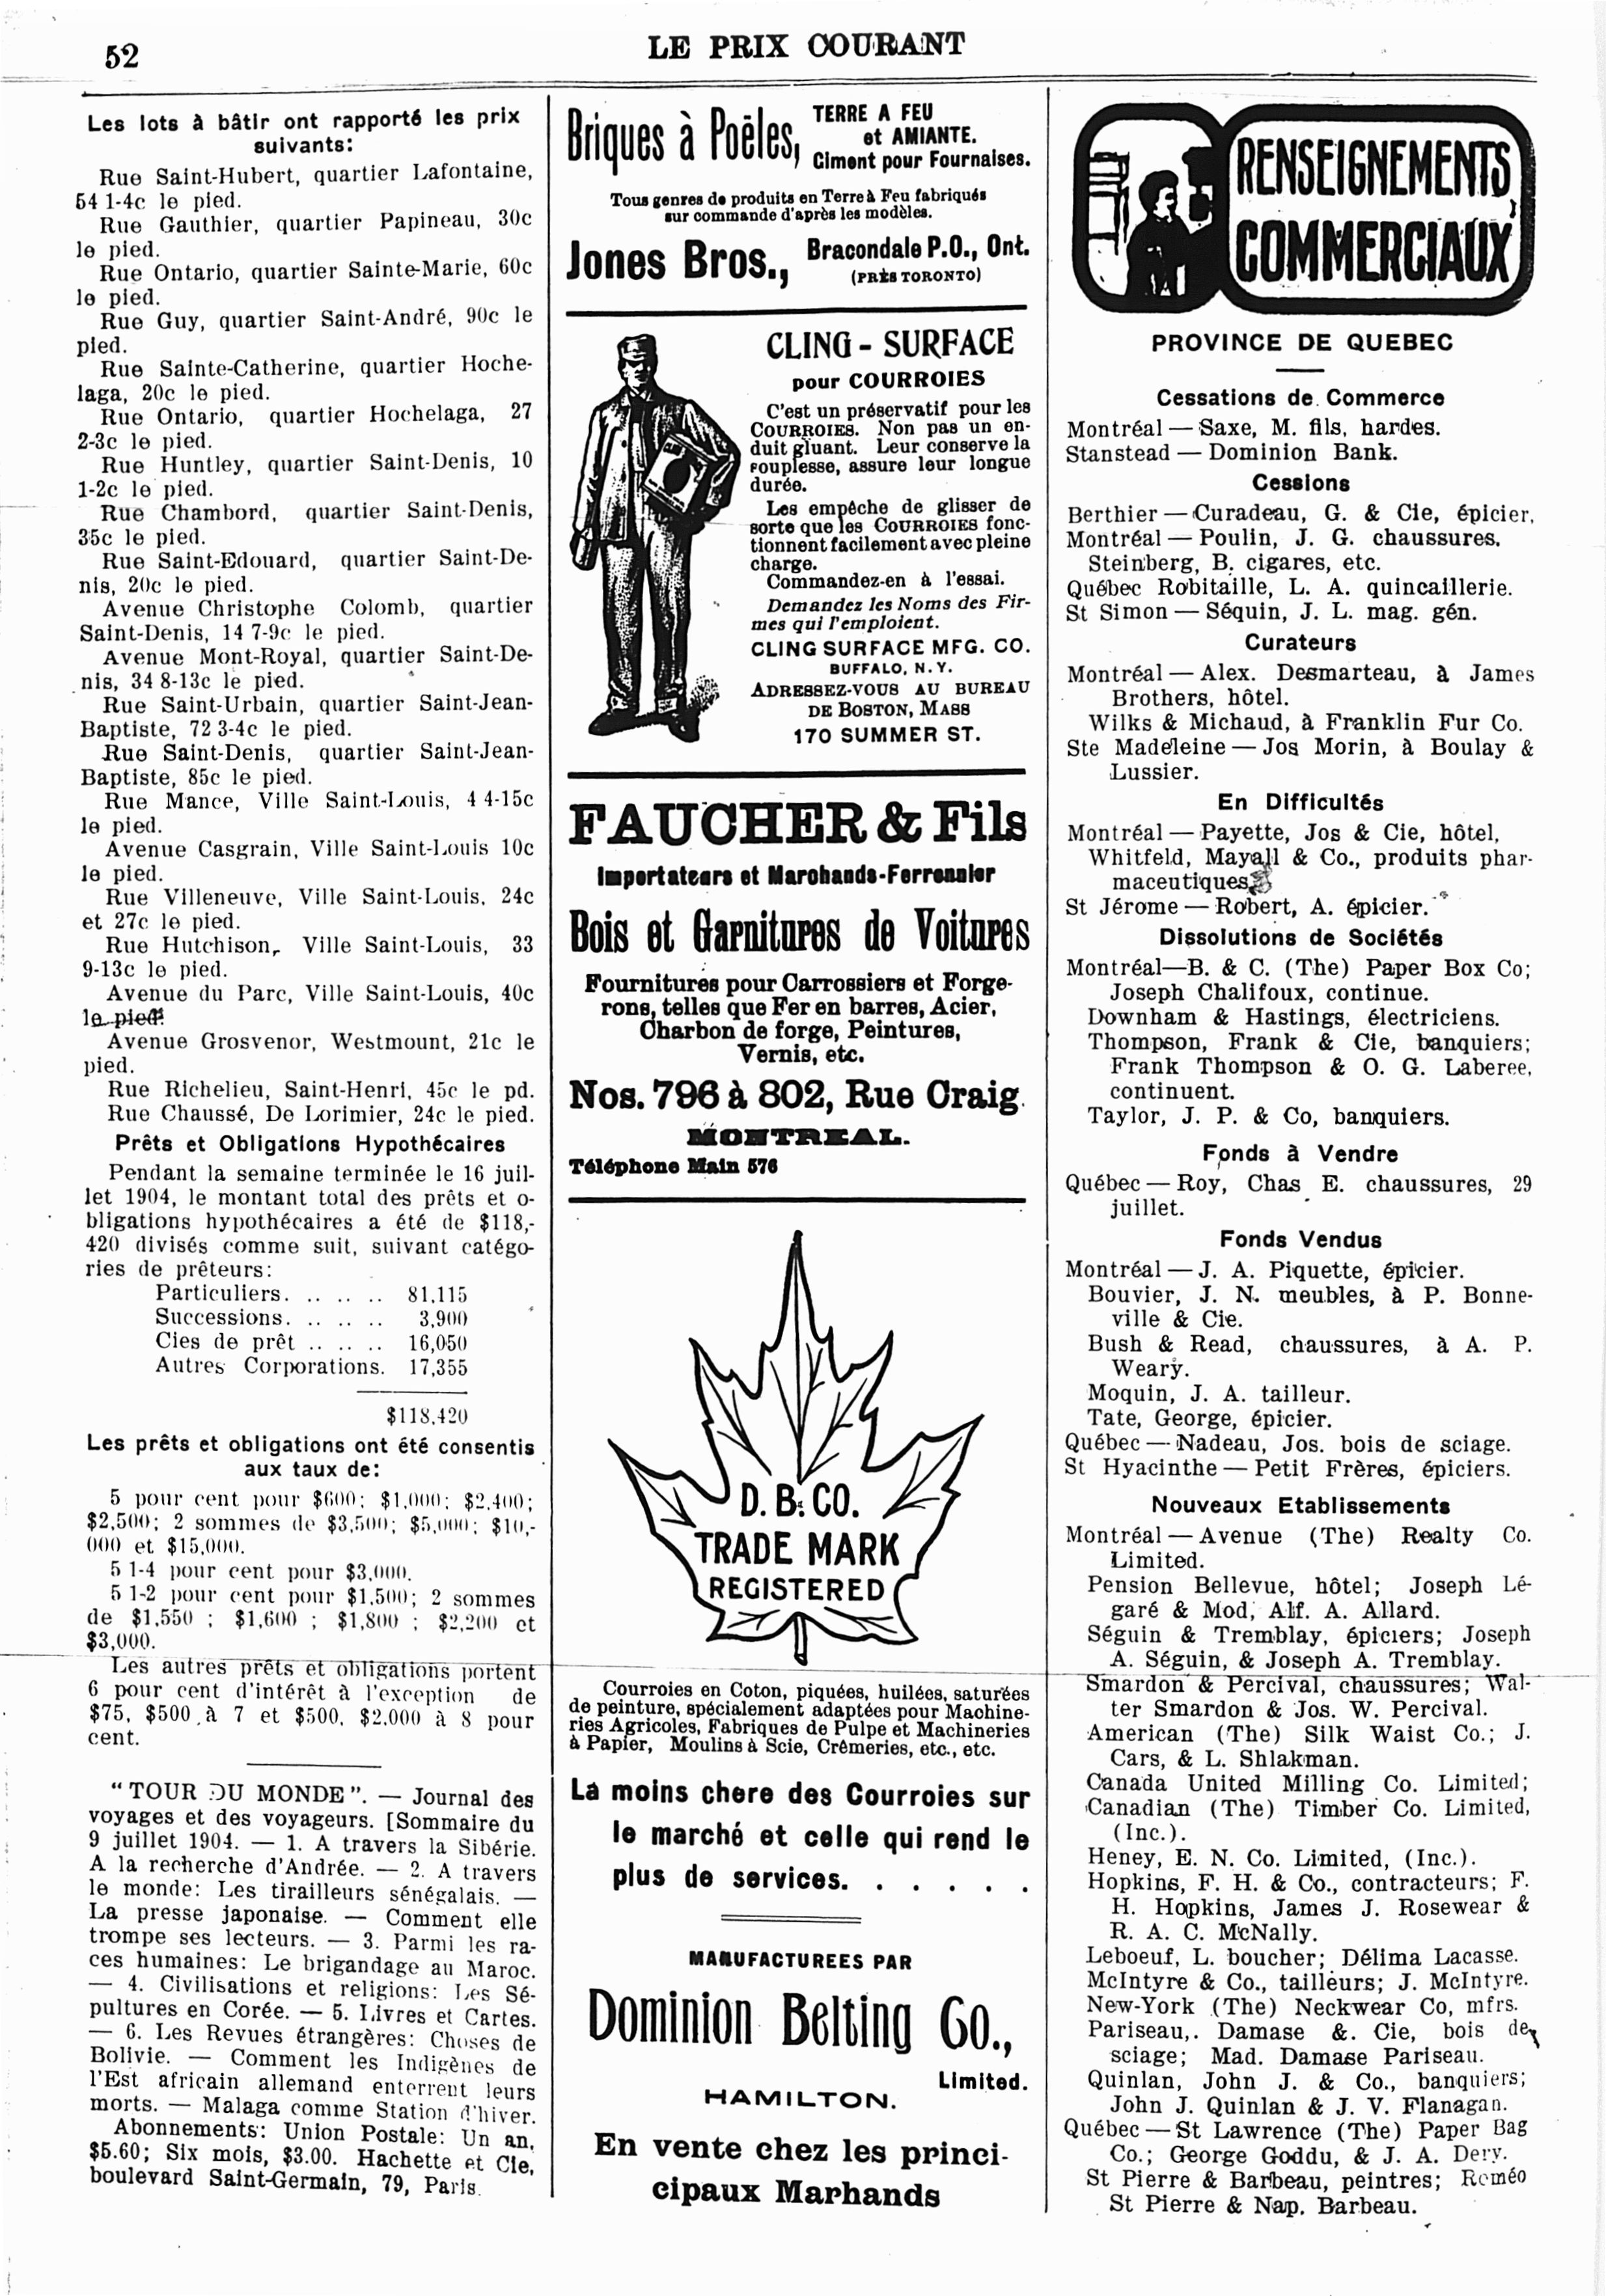 52
LE PRIX COURANT
Les lots à bâtir ont rapporté les prix
suivants:
Rue Saint-Hubert, quartier Lafontaine,
54 1-4c le pied.
Rue Gauthier, quartier Papineau, 30c
le pied.
Rue Ontario, quartier Sainte-Marie, 60c
le pied.
Rue Guy, quartier Saint-André, 90c le
pied.
Rue Sainte-Catherine, quartier Hoche-
laga, 20c le pied.
Rue Ontario, quartier Hochelaga, 27
2-3c le pied.
Rue Huntley, quartier Saint-Denis, 10
1-2c le pied.
Rue Chambord, quartier Saint-Denis,
35c le pied.
Rue Saint-Edouard, quartier Saint-De-
nis, 20c le pied.
Avenue Christophe Colomb, quartier
Saint-Denis, 14 7-9c le pied.
Avenue Mont-Royal, quartier Saint-De-
nis, 34 8-13c le pied.
Rue Saint-Urbain, quartier Saint-Jean-
Baptiste, 72 3-4c le pied.
Rue Saint-Denis, quartier Saint-Jean-
Baptiste, 85c le pied.
Rue Mance, Ville Saint-Louis, 4 4-15c
le pied.
Avenue Casgrain, Ville Saint-Louis 10c
le pied.
Rue Villeneuve, Ville Saint-Louis, 24c
et 27c le pied.
Rue Hutchison, Ville Saint-Louis, 33
9-13c le pied.
Avenue du Parc, Ville Saint-Louis, 40c
le pied.
Avenue Grosvenor, Westmount, 21c le
pied.
Rue Richelieu, Saint-Henri, 45c le pd.
Rue Chaussé, De Lorimier, 24c le pied.
Prêts et Obligations Hypothécaires
Pendant la semaine terminée le 16 juil-
let 1904, le montant total des prêts et o-
bligations hypothécaires a été de $118,-
420 divisés comme suit, suivant catégo-
ries de prêteurs:
Particuliers. .. .. .. 81,115
Successions. .. .. .. 3,900
Cies de prêt .. .. .. 16,050
Autres Corporations. 17,355
$118,420
Les prêts et obligations ont été consentis
aux taux de:
5 pour cent pour $600; $1,000; $2,400;
$2,500; 2 sommes de $3,500; $5,000; $10,-
000 et $15,000.
5 1-4 pour cent pour $3,000.
5 1-2 pour cent pour $1,500; 2 sommes
de $1,550 ; $1,600 ; $1,800 ; $2,200 et
$3,000.
Les autres prêts et obligations portent
6 pour cent d'intérêt à l'exception de
$75, $500 à 7 et $500, $2,000 à 8 pour
cent.
“TOUR DU MONDE”. — Journal des
voyages et des voyageurs. [Sommaire du
9 juillet 1904. — 1. A travers la Sibérie.
A la recherche d'Andrée. — 2. A travers
le monde: Les tirailleurs sénégalais. —
La presse japonaise. — Comment elle
trompe ses lecteurs. — 3. Parmi les ra-
ces humaines: Le brigandage au Maroc.
— 4. Civilisations et religions: Les Sé-
pultures en Corée. — 5. Livres et Cartes.
— 6. Les Revues étrangères: Choses de
Bolivie. — Comment les Indigènes de
l'Est africain allemand enterrent leurs
morts. — Malaga comme Station d'hiver.
Abonnements: Union Postale: Un an,
$5.60; Six mois, $3.00. Hachette et Cie,
boulevard Saint-Germain, 79, Paris.
Briques à Poëles,
TERRE A FEU
et AMIANTE.
Ciment pour Fournaises.
Tous genres de produits en Terre à Feu fabriqués
sur commande d'après les modèles.
Jones Bros.,
Bracondale P.O., Ont.
(PRÈS TORONTO)
CLING - SURFACE
pour COURROIES
C'est un préservatif pour les
COURROIES. Non pas un en-
duit gluant. Leur conserve la
souplesse, assure leur longue
durée.
Les empêche de glisser de
sorte que les COURROIES fonc-
tionnent facilement avec pleine
charge.
Commandez-en à l'essai.
Demandez les Noms des Fir-
mes qui l'emploient.
CLING SURFACE MFG. CO.
BUFFALO, N.Y.
ADRESSEZ-VOUS AU BUREAU
DE BOSTON, MASS
170 SUMMER ST.
FAUCHER & Fils
Importateurs et Marchands-Ferronnier
Bois et Garnitures de Voitures
Fournitures pour Carrossiers et Forge-
rons, telles que Fer en barres, Acier,
Charbon de forge, Peintures,
Vernis, etc.
Nos. 796 à 802, Rue Craig
MONTREAL.
Téléphone Main 576
D. B. CO.
TRADE MARK
REGISTERED
Courroies en Coton, piquées, huilées, saturées
de peinture, spécialement adaptées pour Machine-
ries Agricoles, Fabriques de Pulpe et Machineries
à Papier, Moulins à Scie, Crêmeries, etc., etc.
La moins chere des Courroies sur
le marché et celle qui rend le
plus de services. . . . . .
MANUFACTUREES PAR
Dominion Belting Co.,
Limited.
HAMILTON.
En vente chez les princi-
cipaux Marhands
RENSEIGNEMENTS
COMMERCIAUX
PROVINCE DE QUEBEC
Cessations de Commerce
Montréal — Saxe, M. fils, hardes.
Stanstead — Dominion Bank.
Cessions
Berthier — Curadeau, G. & Cie, épicier,
Montréal — Poulin, J. G. chaussures.
Steinberg, B. cigares, etc.
Québec Robitaille, L. A. quincaillerie.
St Simon — Séquin, J. L. mag. gén.
Curateurs
Montréal — Alex. Desmarteau, à James
Brothers, hôtel.
Wilks & Michaud, à Franklin Fur Co.
Ste Madeleine — Jos Morin, à Boulay &
Lussier.
En Difficultés
Montréal — Payette, Jos & Cie, hôtel,
Whitfeld, Mayall & Co., produits phar-
maceutiques
St Jérome — Robert, A. épicier.
Dissolutions de Sociétés
Montréal—B. & C. (The) Paper Box Co;
Joseph Chalifoux, continue.
Downham & Hastings, électriciens.
Thompson, Frank & Cie, banquiers;
Frank Thompson & O. G. Laberee,
continuent.
Taylor, J. P. & Co, banquiers.
Fonds à Vendre
Québec — Roy, Chas E. chaussures, 29
juillet.
Fonds Vendus
Montréal — J. A. Piquette, épicier.
Bouvier, J. N. meubles, à P. Bonne-
ville & Cie.
Bush & Read, chaussures, à A. P.
Weary.
Moquin, J. A. tailleur.
Tate, George, épicier.
Québec — Nadeau, Jos. bois de sciage.
St Hyacinthe — Petit Frères, épiciers.
Nouveaux Etablissements
Montréal — Avenue (The) Realty Co.
Limited.
Pension Bellevue, hôtel; Joseph Lé-
garé & Mod, Alf. A. Allard.
Séguin & Tremblay, épiciers; Joseph
A. Séguin, & Joseph A. Tremblay.
Smardon & Percival, chaussures; Wal-
ter Smardon & Jos. W. Percival.
American (The) Silk Waist Co.; J.
Cars, & L. Shlakman.
Canada United Milling Co. Limited;
Canadian (The) Timber Co. Limited,
(Inc.).
Heney, E. N. Co. Limited, (Inc.).
Hopkins, F. H. & Co., contracteurs; F.
H. Hopkins, James J. Rosewear &
R. A. C. McNally.
Leboeuf, L. boucher; Délima Lacasse.
McIntyre & Co., tailleurs; J. McIntyre.
New-York (The) Neckwear Co, mfrs.
Pariseau,. Damase &. Cie, bois de
sciage; Mad. Damase Pariseau.
Quinlan, John J. & Co., banquiers;
John J. Quinlan & J. V. Flanagan.
Québec — St Lawrence (The) Paper Bag
Co.; George Goddu, & J. A. Dery.
St Pierre & Barbeau, peintres; Roméo
St Pierre & Nap. Barbeau.